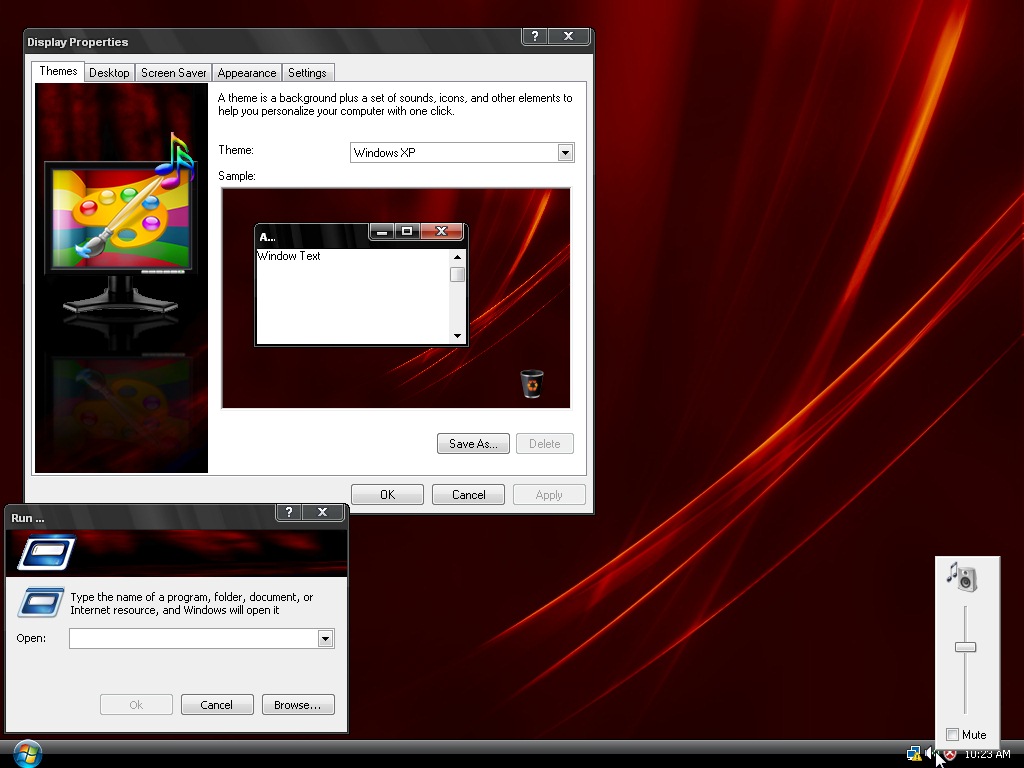 Display Properties
?
Themes
Desktop
Screen Saver
Appearance
Settings
A theme is a background plus a set of sounds, icons, and other elements to
help you personalize your computer with one click.
Theme:
Windows XP
Sample:
A...
Window Text
Save As...
Delete
OK
Cancel
Apply
Run ...
?
Type the name of a program, folder, document, or
Internet resource, and Windows will open it
Open:
Ok
Cancel
Browse...
Mute
10:23 AM